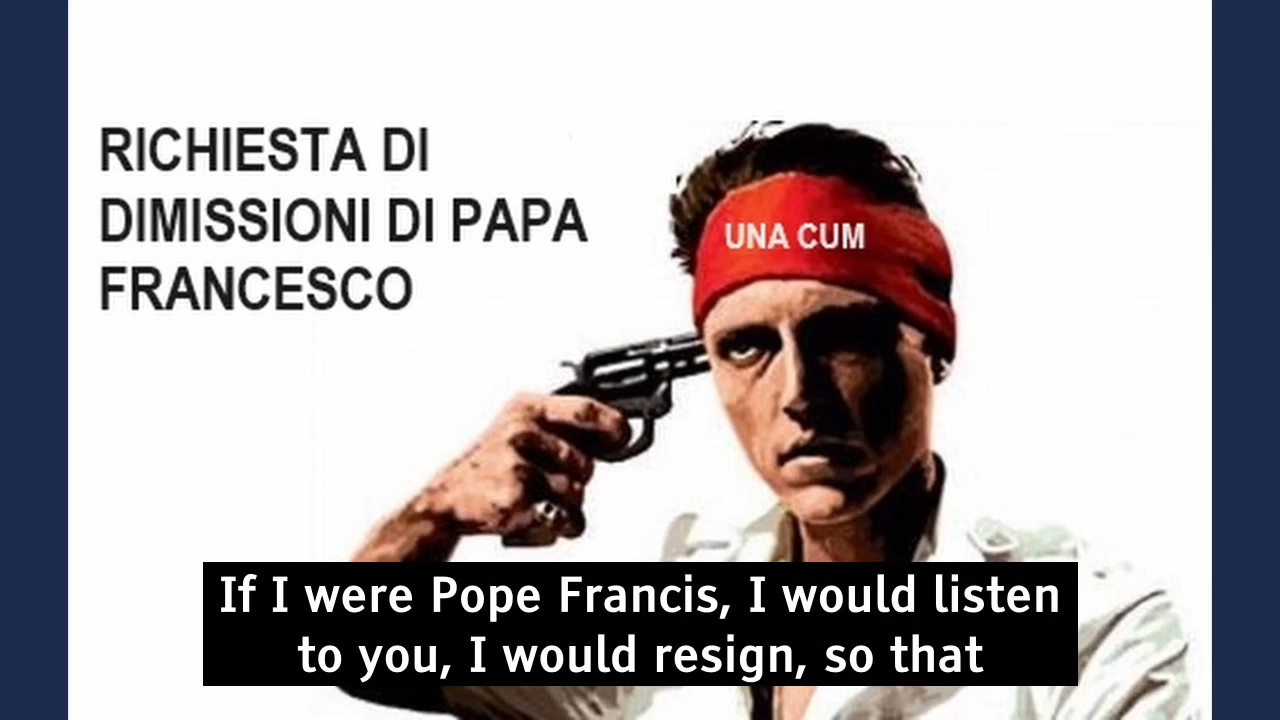 RICHIESTA DI
DIMISSIONI DI PAPA
FRANCESCO
UNA CUM
If I were Pope Francis, I would listen
to you, I would resign, so that